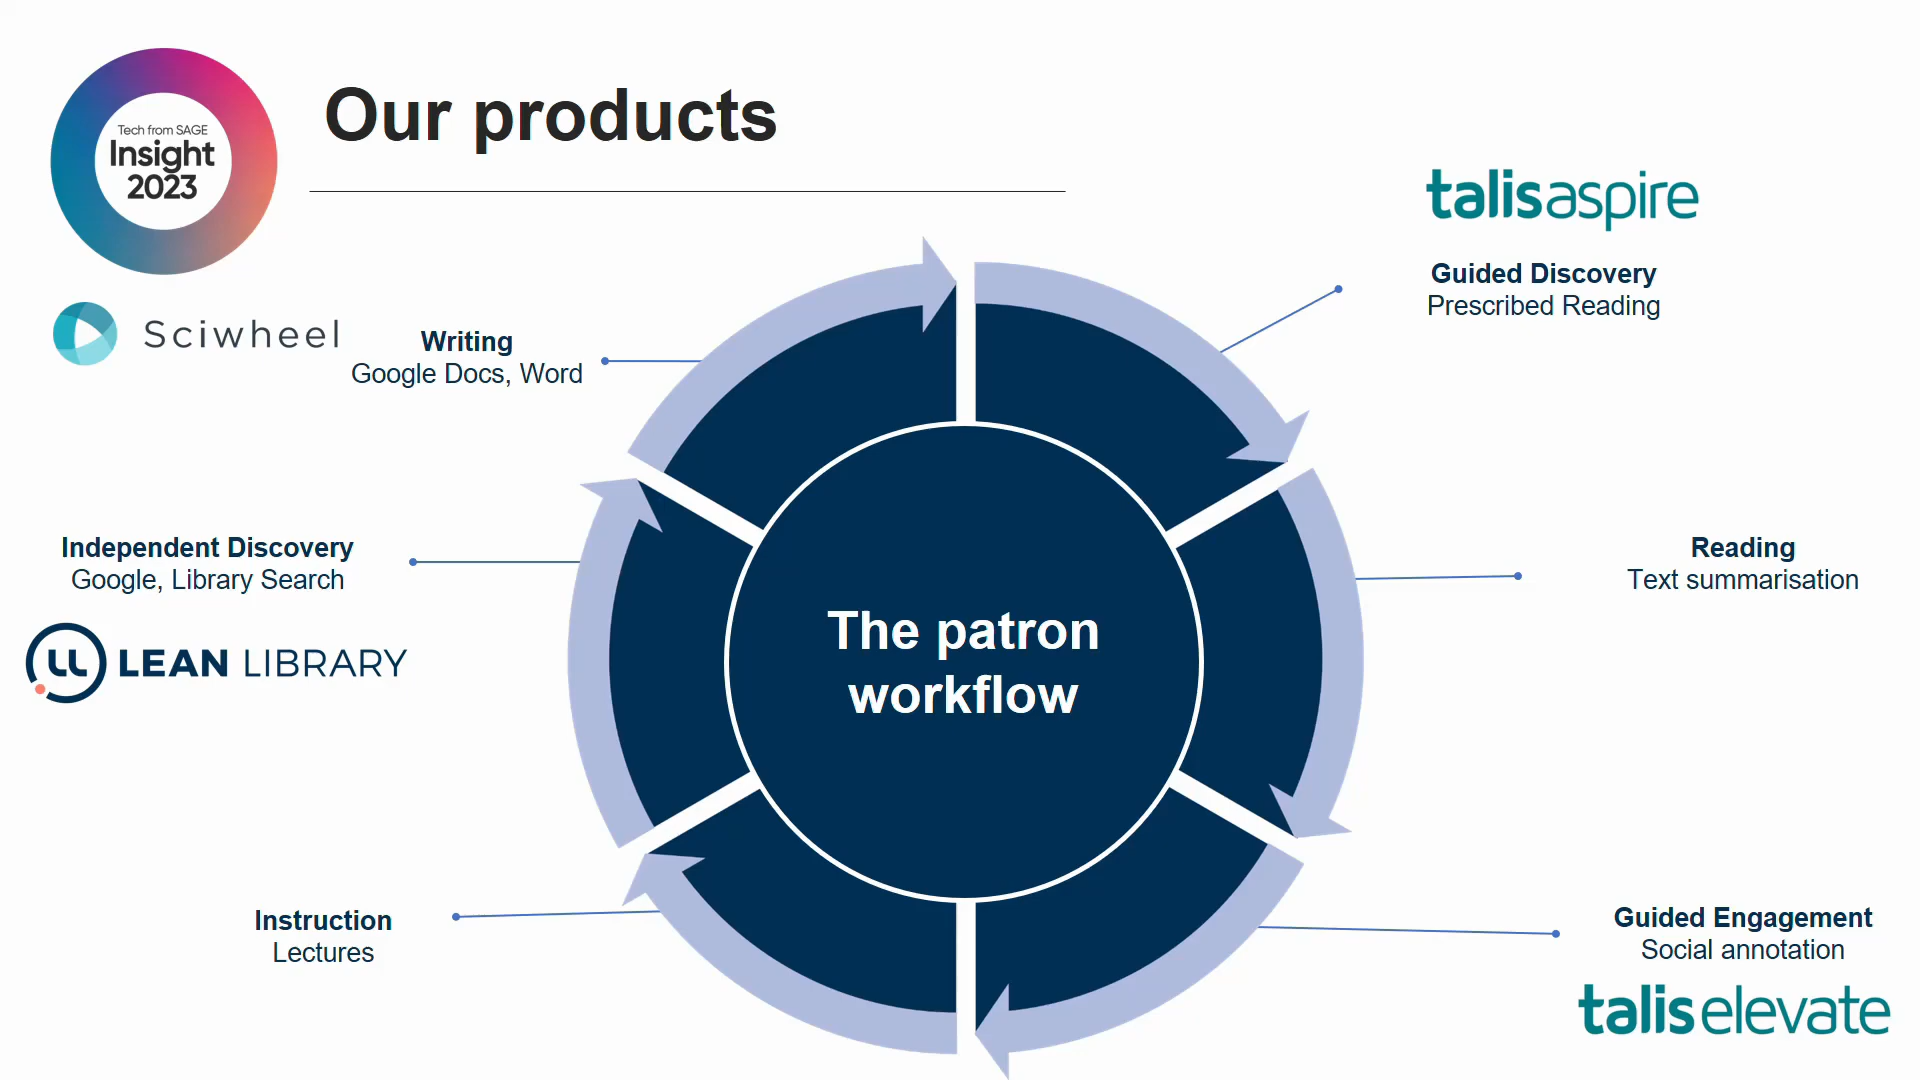 Tech from SAGE
Insight
2023
Our products
talisaspire
Guided Discovery
Prescribed Reading
Sciwheel
Writing
Google Docs, Word
Independent Discovery
Google, Library Search
LL LEAN LIBRARY
The patron
workflow
Reading
Text summarisation
Instruction
Lectures
Guided Engagement
Social annotation
taliselevate